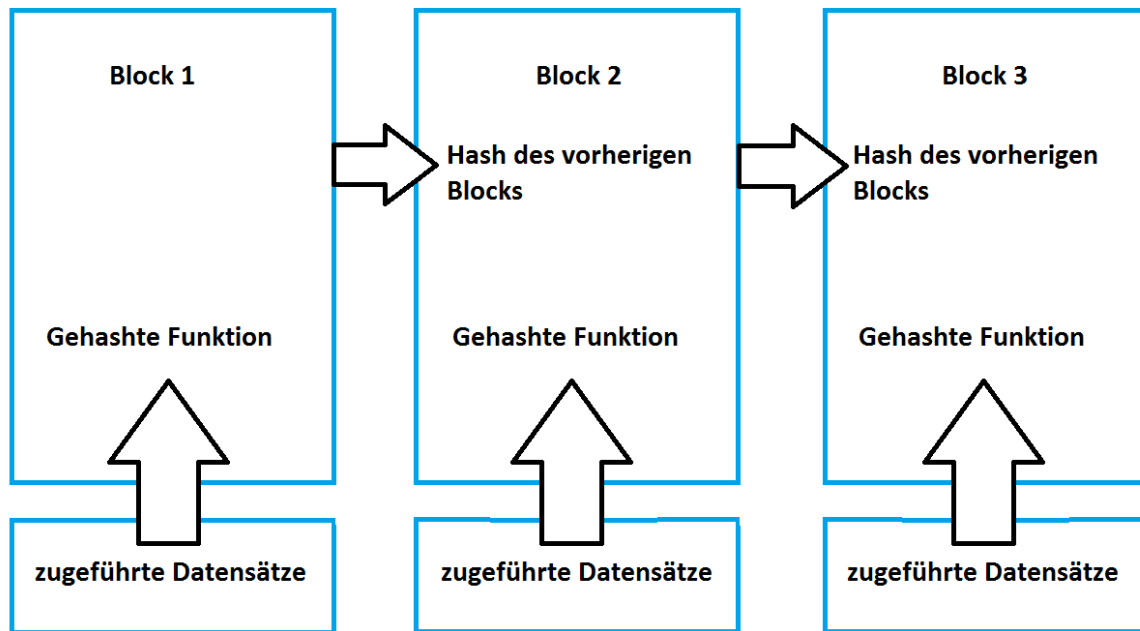 Block 1
Block 2
Block 3
Hash des vorherigen
Blocks
Hash des vorherigen
Blocks
Gehashte Funktion
Gehashte Funktion
Gehashte Funktion
zugeführte Datensätze
zugeführte Datensätze
zugeführte Datensätze